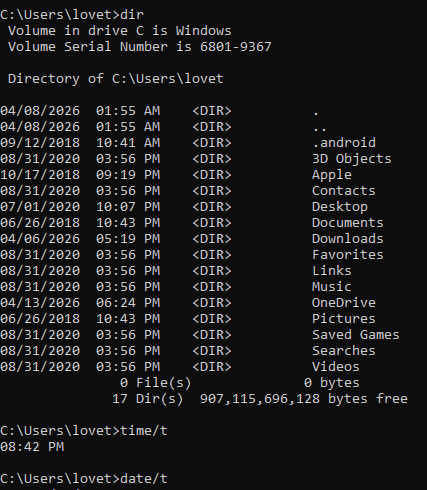 C:\Users\lovet>dir
 Volume in drive C is Windows
 Volume Serial Number is 6801-9367

 Directory of C:\Users\lovet

04/08/2026  01:55 AM    <DIR>          .
04/08/2026  01:55 AM    <DIR>          ..
09/12/2018  10:41 AM    <DIR>          .android
08/31/2020  03:56 PM    <DIR>          3D Objects
10/17/2018  09:19 PM    <DIR>          Apple
08/31/2020  03:56 PM    <DIR>          Contacts
07/01/2020  10:07 PM    <DIR>          Desktop
06/26/2018  10:43 PM    <DIR>          Documents
04/06/2026  05:19 PM    <DIR>          Downloads
08/31/2020  03:56 PM    <DIR>          Favorites
08/31/2020  03:56 PM    <DIR>          Links
08/31/2020  03:56 PM    <DIR>          Music
04/13/2026  06:24 PM    <DIR>          OneDrive
06/26/2018  10:43 PM    <DIR>          Pictures
08/31/2020  03:56 PM    <DIR>          Saved Games
08/31/2020  03:56 PM    <DIR>          Searches
08/31/2020  03:56 PM    <DIR>          Videos
               0 File(s)              0 bytes
              17 Dir(s)  907,115,696,128 bytes free

C:\Users\lovet>time/t
08:42 PM

C:\Users\lovet>date/t